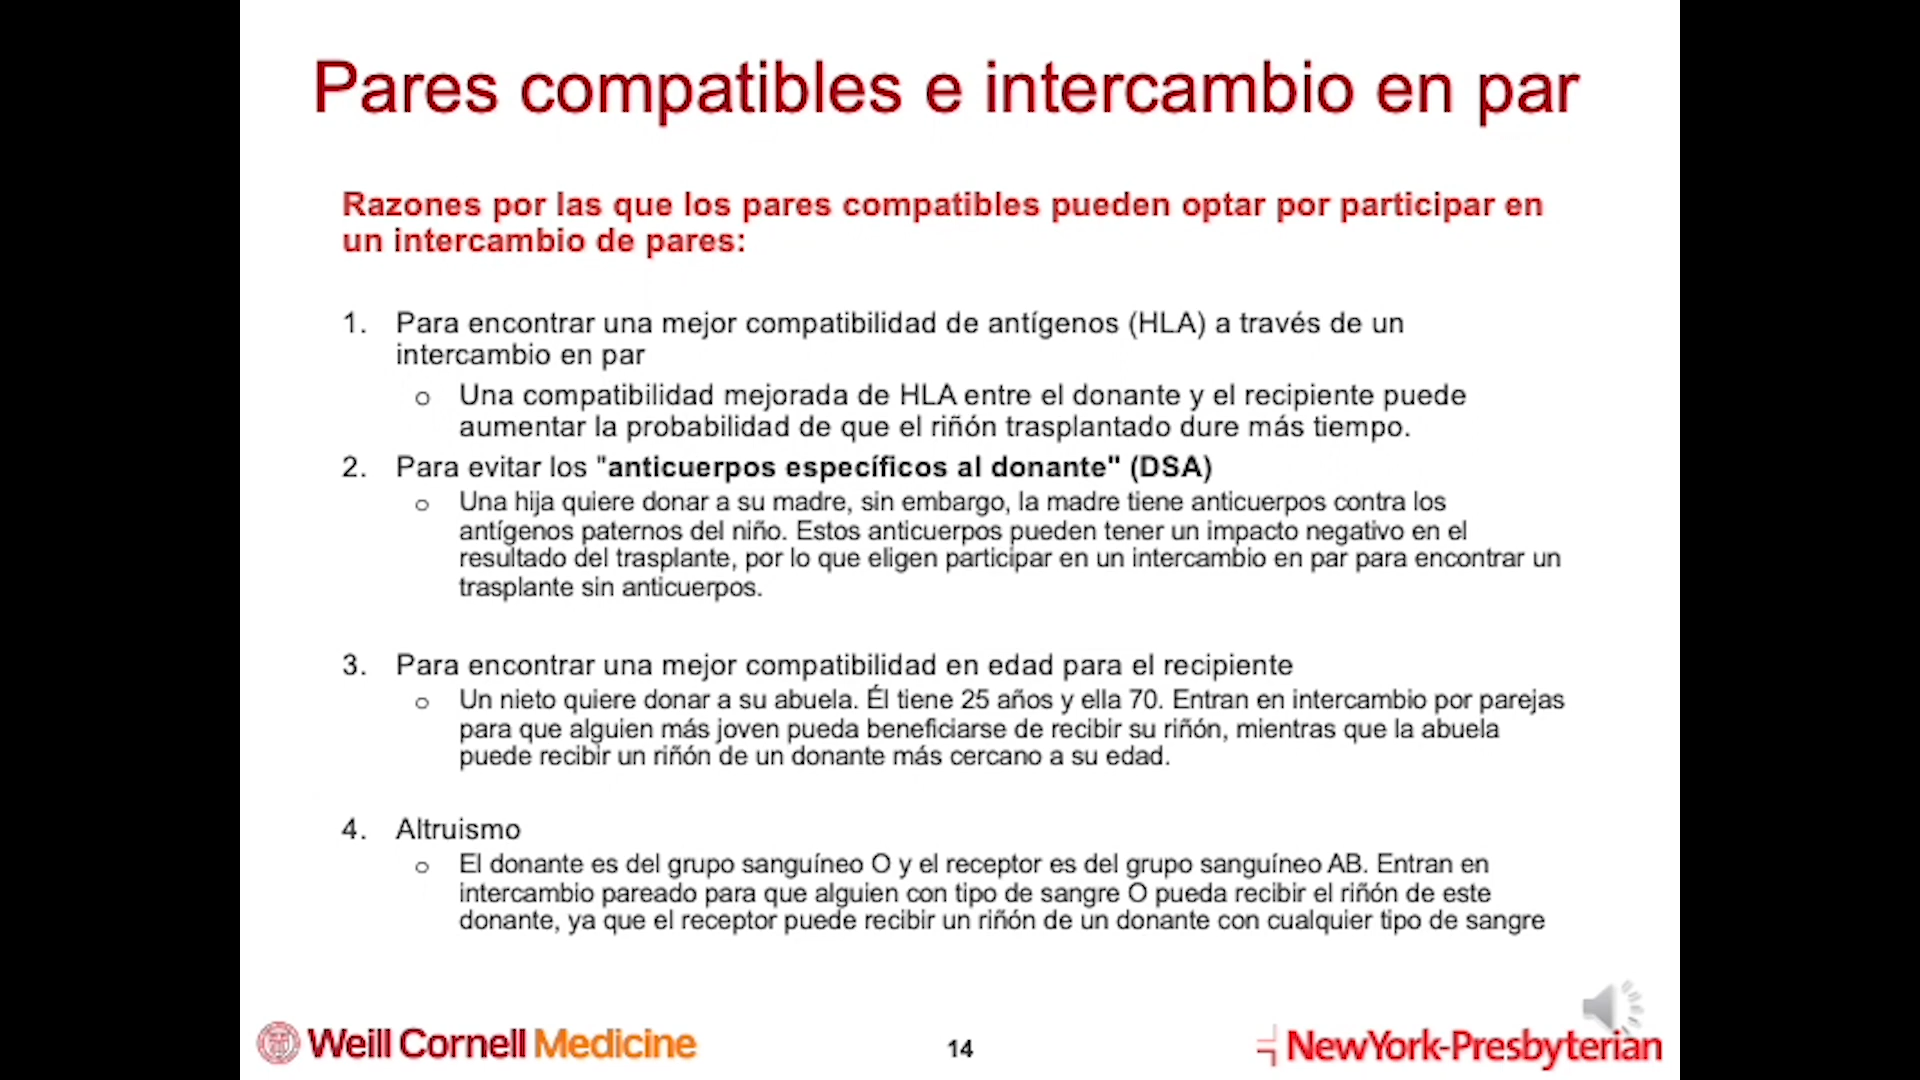 Pares compatibles e intercambio en par
Razones por las que los pares compatibles pueden optar por participar en
un intercambio de pares:
1. Para encontrar una mejor compatibilidad de antígenos (HLA) a través de un
intercambio en par
o Una compatibilidad mejorada de HLA entre el donante y el recipiente puede
aumentar la probabilidad de que el riñón trasplantado dure más tiempo.
2. Para evitar los "anticuerpos específicos al donante" (DSA)
o Una hija quiere donar a su madre, sin embargo, la madre tiene anticuerpos contra los
antígenos paternos del niño. Estos anticuerpos pueden tener un impacto negativo en el
resultado del trasplante, por lo que eligen participar en un intercambio en par para encontrar un
trasplante sin anticuerpos.
3. Para encontrar una mejor compatibilidad en edad para el recipiente
o Un nieto quiere donar a su abuela. Él tiene 25 años y ella 70. Entran en intercambio por parejas
para que alguien más joven pueda beneficiarse de recibir su riñón, mientras que la abuela
puede recibir un riñón de un donante más cercano a su edad.
4. Altruismo
o El donante es del grupo sanguíneo O y el receptor es del grupo sanguíneo AB. Entran en
intercambio pareado para que alguien con tipo de sangre O pueda recibir el riñón de este
donante, ya que el receptor puede recibir un riñón de un donante con cualquier tipo de sangre
Weill Cornell Medicine
14
NewYork-Presbyterian